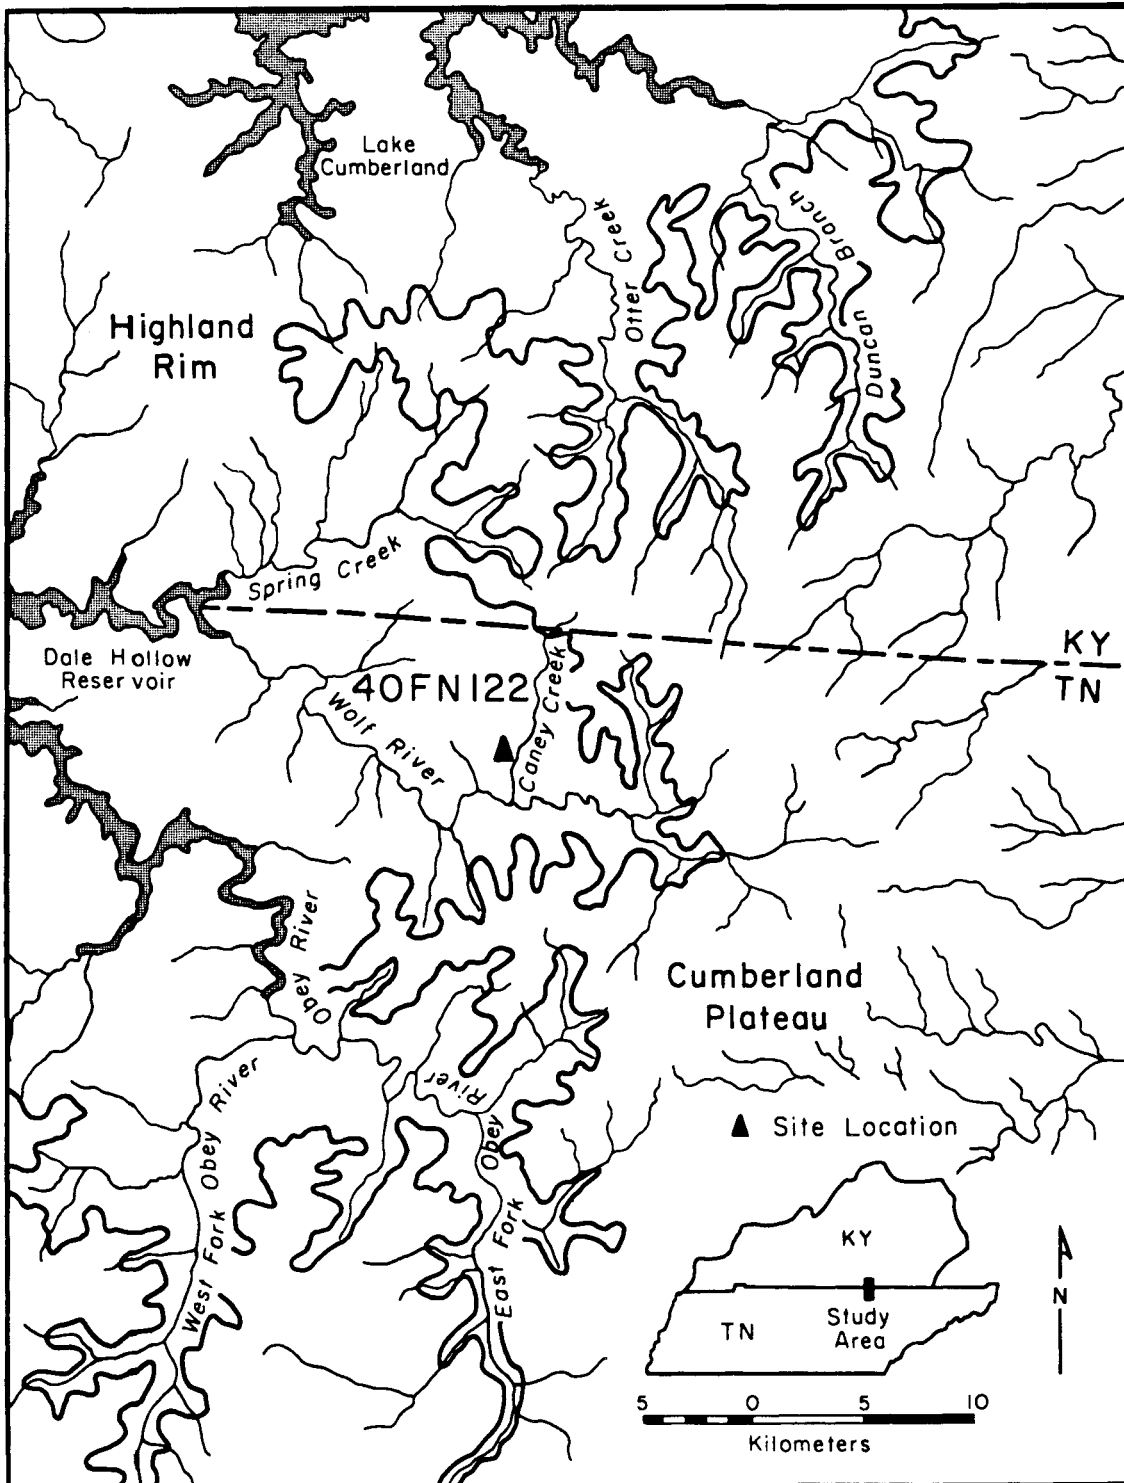 Lake
Cumberland
Otter Creek
Duncan Branch
Highland
Rim
Spring Creek
KY
TN
Dale Hollow
Reservoir
40FN122
Wolf River
Caney Creek
Obey River
Cumberland
Plateau
West Fork Obey River
East Fork Obey River
Site Location
KY
TN
Study
Area
N
5 0 5 10
Kilometers